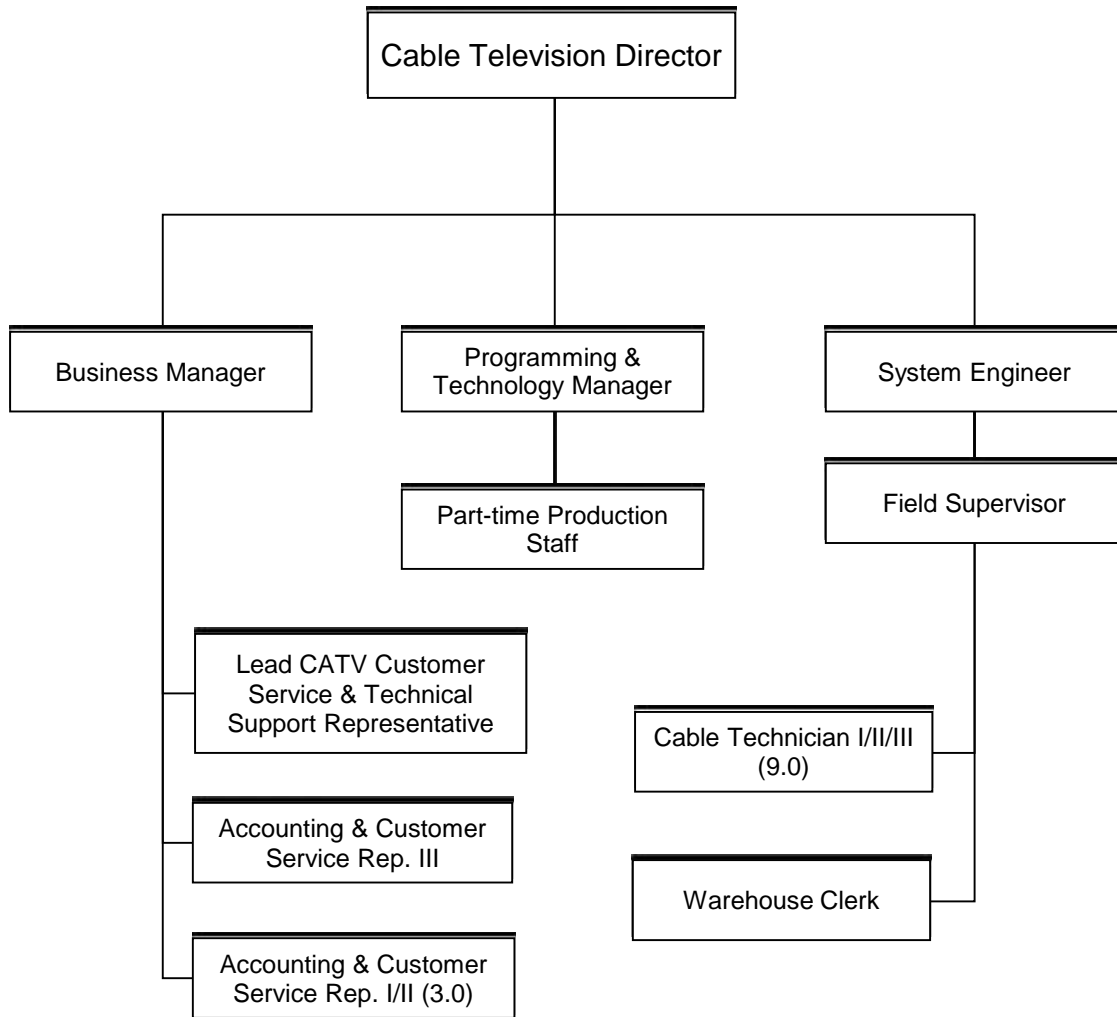 Cable Television Director
Business Manager
Programming &
Technology Manager
System Engineer
Part-time Production
Staff
Field Supervisor
Lead CATV Customer
Service & Technical
Support Representative
Cable Technician I/II/III
(9.0)
Accounting & Customer
Service Rep. III
Warehouse Clerk
Accounting & Customer
Service Rep. I/II (3.0)